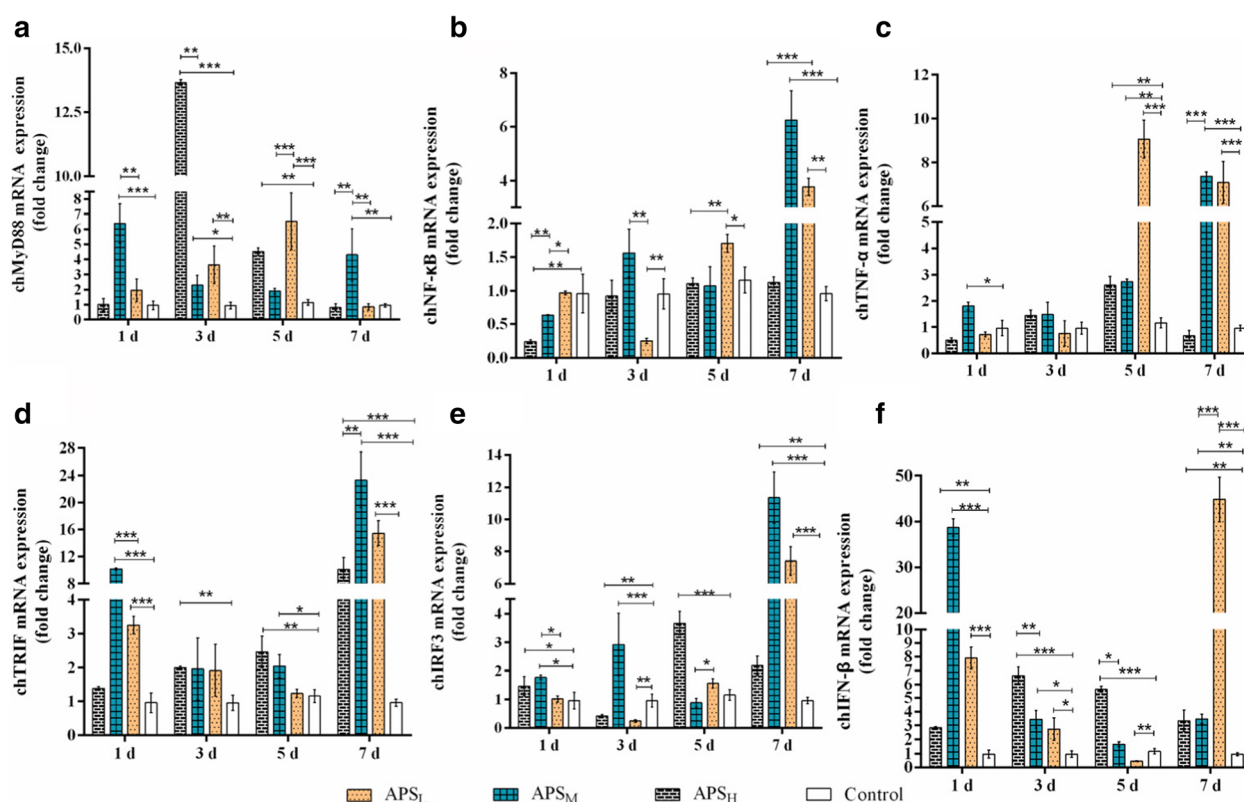 a
chMyD88 mRNA expression
(fold change)
15.0
13.5
12.0
10.0
8
7
6
5
4
3
2
1
0
**
***
**
***
**
*
***
***
**
**
**
**
1 d
3 d
5 d
7 d
b
chNF-κB mRNA expression
(fold change)
8
6
4
2
2.0
1.5
1.0
0.5
0.0
**
*
**
**
**
**
*
***
***
**
1 d
3 d
5 d
7 d
c
chTNF-α mRNA expression
(fold change)
12
10
8
6
4
3
2
1
0
*
**
**
***
***
***
***
1 d
3 d
5 d
7 d
d
chTRIF mRNA expression
(fold change)
28
24
20
16
12
8
4
3
2
1
0
***
***
***
**
*
**
***
**
***
***
1 d
3 d
5 d
7 d
e
chIRF3 mRNA expression
(fold change)
14
12
10
8
6
4
4
3
2
1
0
*
*
*
**
***
**
***
*
**
***
***
1 d
3 d
5 d
7 d
f
chIFN-β mRNA expression
(fold change)
50
40
30
20
10
9
8
7
6
5
4
3
2
1
0
**
***
***
**
***
*
*
*
***
**
***
***
**
**
1 d
3 d
5 d
7 d
APSL
APSM
APSH
Control